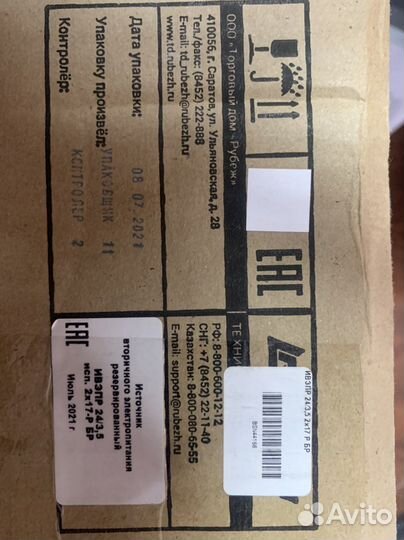 ООО «Торговый дом «Рубеж»
410056, г. Саратов, ул. Ульяновская, д. 28
Тел./факс: (8452) 222-888
E-mail: td_rubezh@rubezh.ru
www.td.rubezh.ru
Дата упаковки: 08 07. 2021
Упаковку произвёл: УПАКОВЩИК 11
Контролёр: КОНТРОЛЕР 2
EAC
ТЕХНИ
РФ: 8-800-600-12-12
СНГ: +7 (8452) 22-11-40
Казахстан: 8-800-080-65-55
E-mail: support@rubezh.ru
ИВЭПР 24/3,5 2х17 Р БР
EAC
Источник
вторичного электропитания
резервированный
ИВЭПР 24/3,5
исп. 2х17-Р БР
Июль 2021 г.
Avito